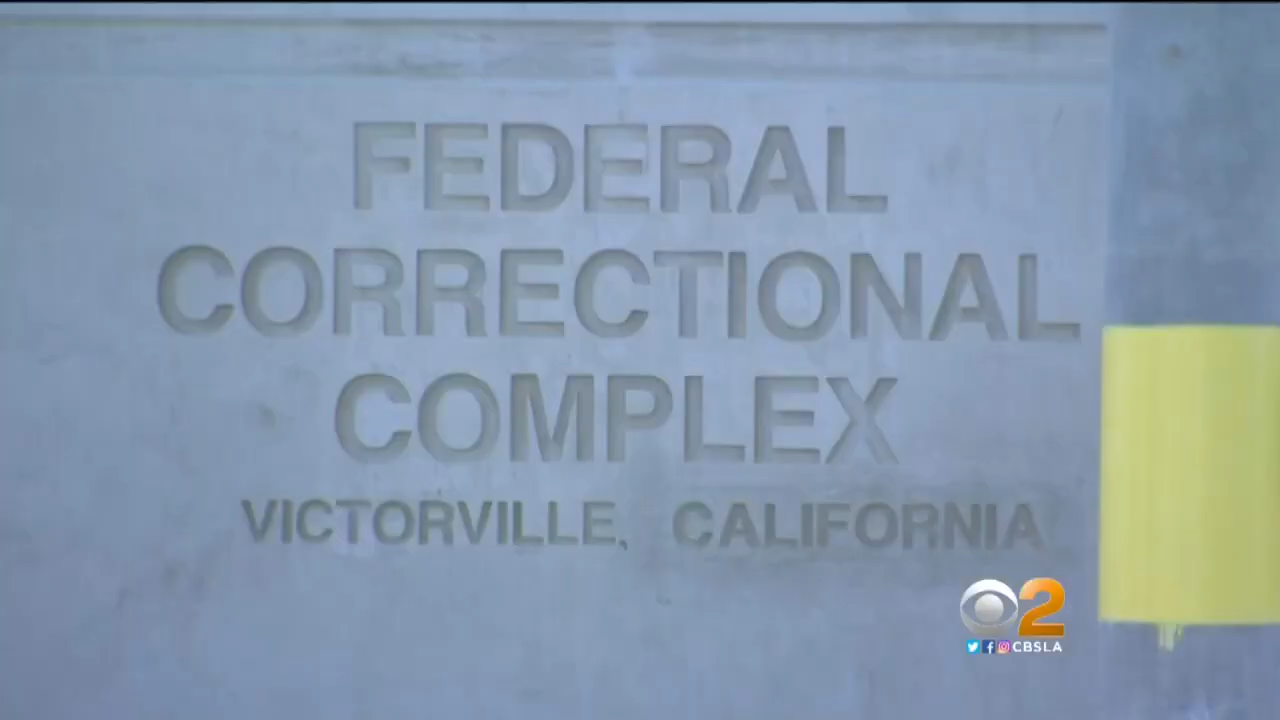 FEDERAL
CORRECTIONAL
COMPLEX
VICTORVILLE, CALIFORNIA
2
CBSLA